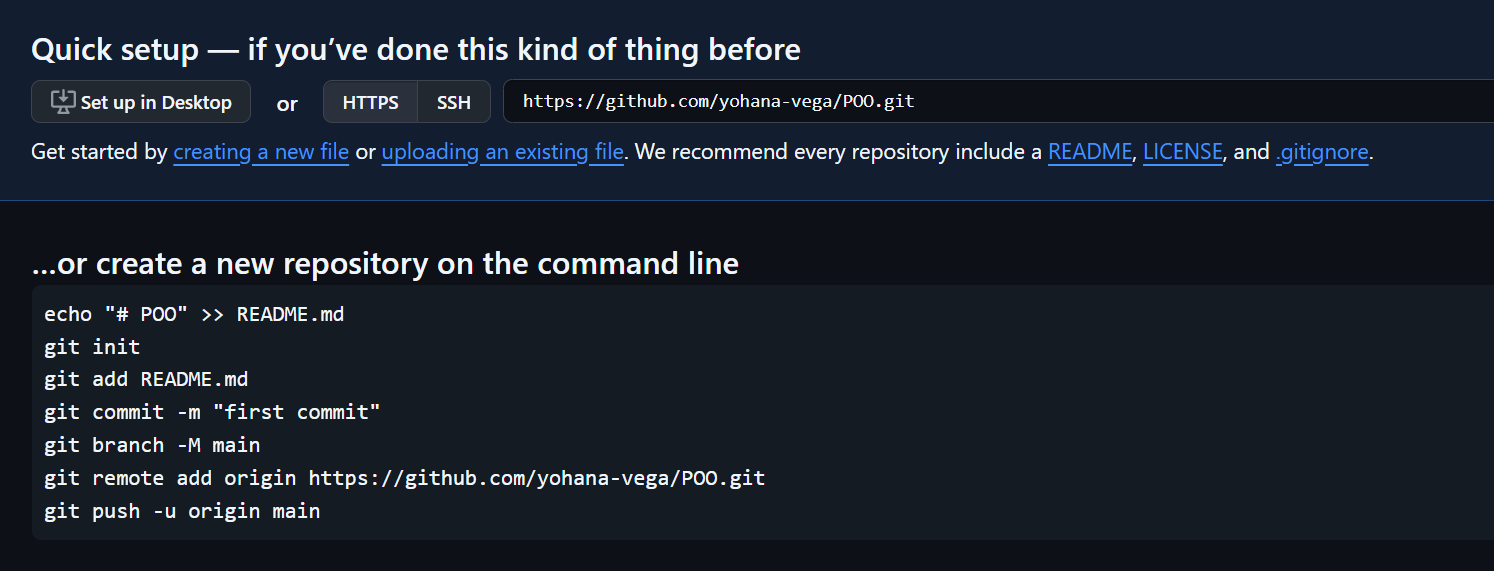 Quick setup — if you’ve done this kind of thing before
Set up in Desktop or HTTPS SSH https://github.com/yohana-vega/POO.git
Get started by creating a new file or uploading an existing file. We recommend every repository include a README, LICENSE, and .gitignore.
…or create a new repository on the command line
echo "# POO" >> README.md
git init
git add README.md
git commit -m "first commit"
git branch -M main
git remote add origin https://github.com/yohana-vega/POO.git
git push -u origin main